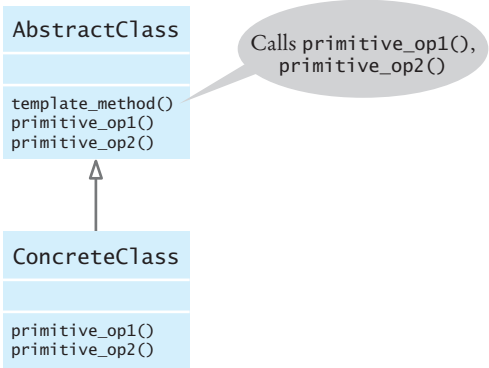 AbstractClass
Calls primitive_op1(),
primitive_op2()
template_method()
primitive_op1()
primitive_op2()
ConcreteClass
primitive_op1()
primitive_op2()